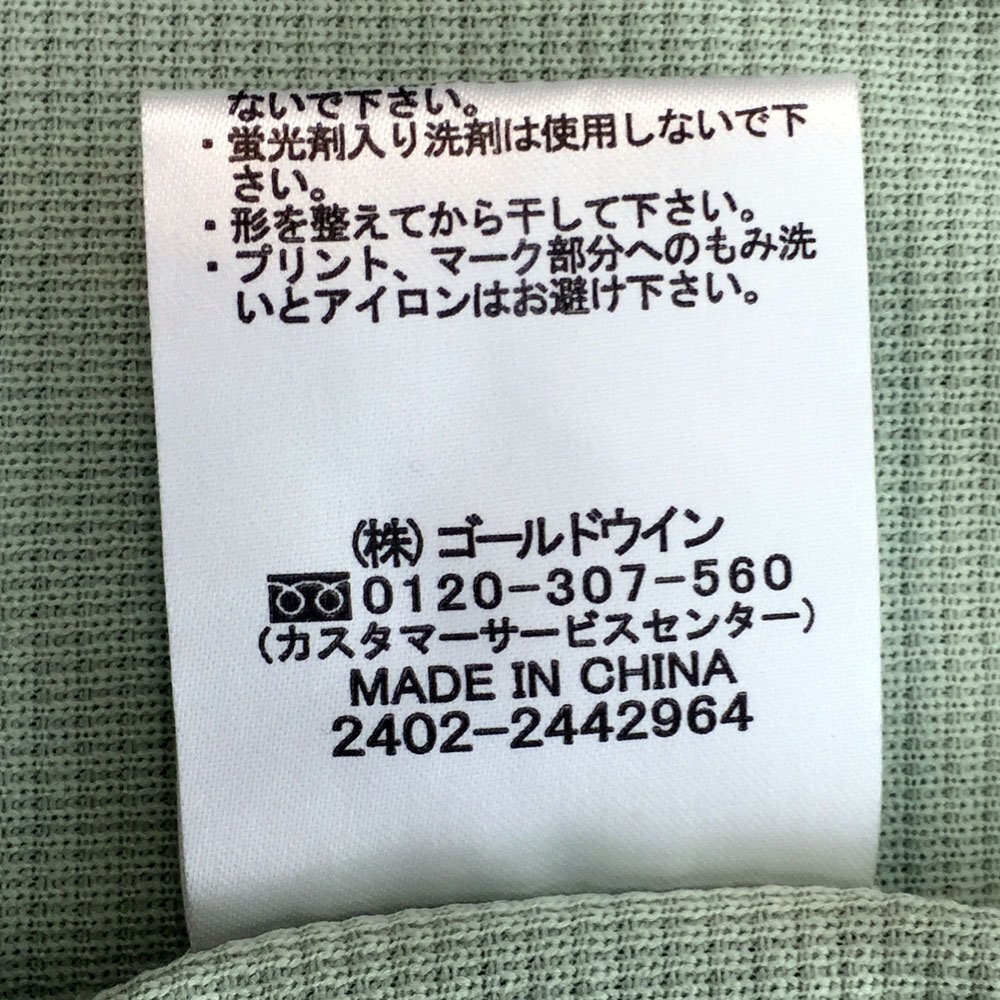 ないで下さい。
・蛍光剤入り洗剤は使用しないで下
さい。
・形を整えてから干して下さい。
・プリント、マーク部分へのもみ洗
いとアイロンはお避け下さい。
(株)ゴールドウイン
0120-307-560
(カスタマーサービスセンター)
MADE IN CHINA
2402-2442964